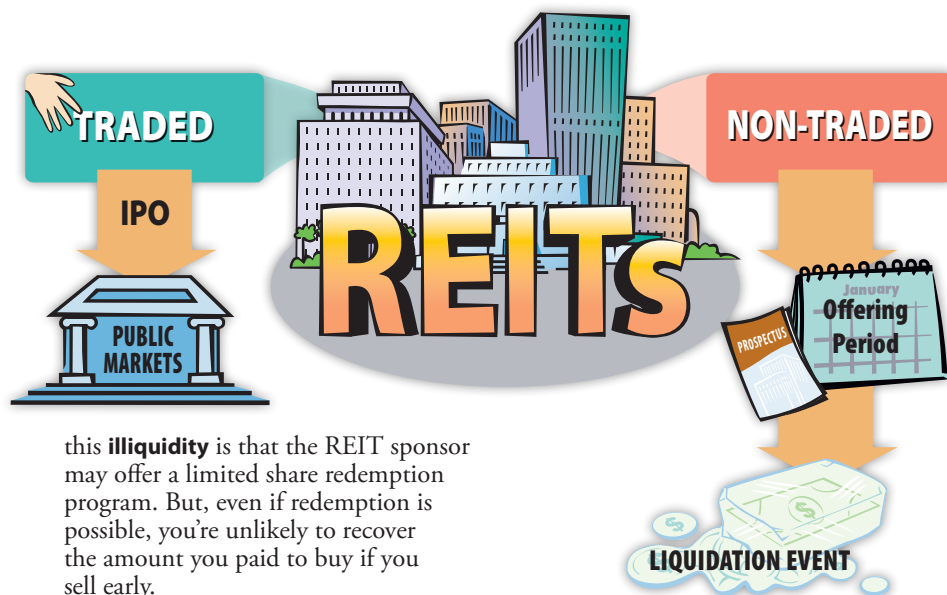 TRADED
NON-TRADED
IPO
REITs
PUBLIC
MARKETS
January
Offering
Period
PROSPECTUS
this illiquidity is that the REIT sponsor
may offer a limited share redemption
program. But, even if redemption is
possible, you’re unlikely to recover
the amount you paid to buy if you
sell early.
$
$
$
LIQUIDATION EVENT